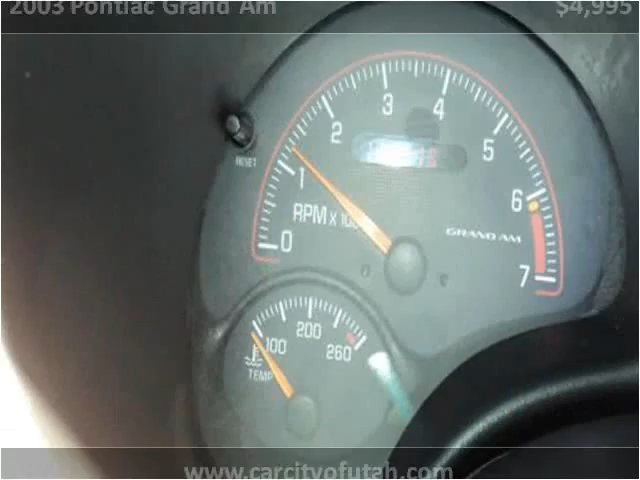 2003 Pontiac Grand Am $4,995
RESET
0 1 2 3 4 5 6 7
RPM x 100
GRAND AM
100 200 260
TEMP
www.carcityofutah.com